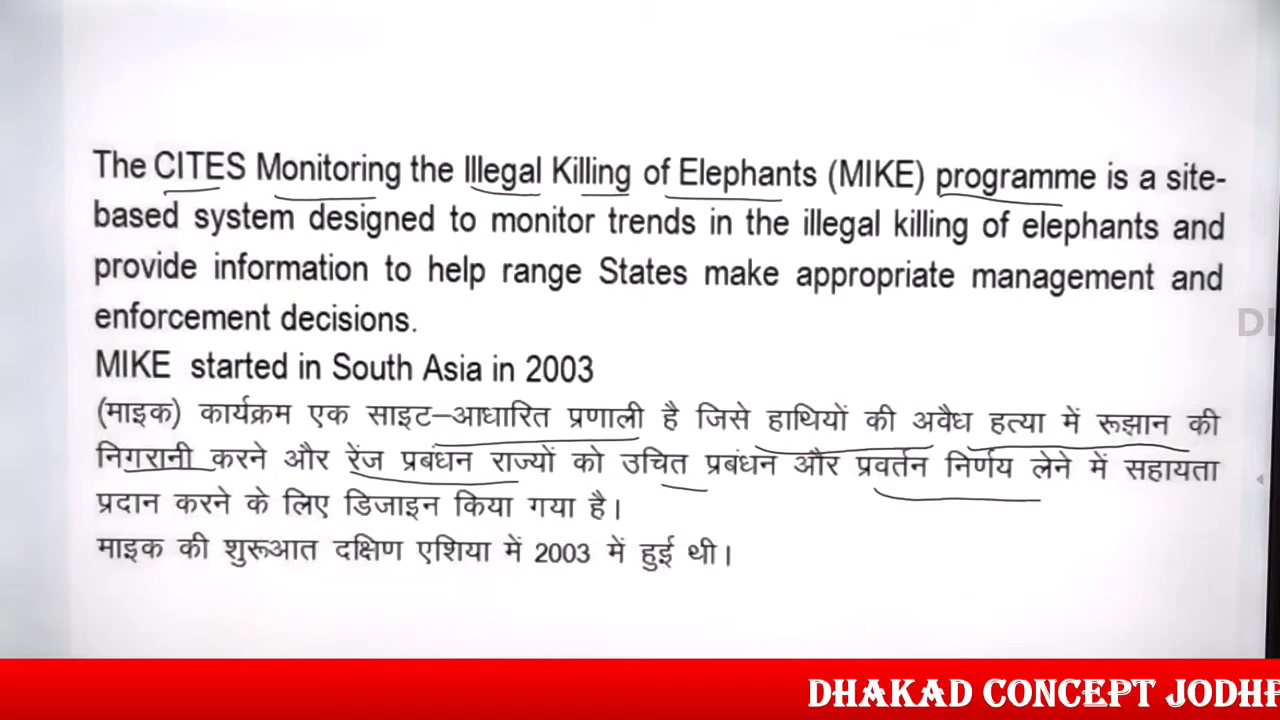 The CITES Monitoring the Illegal Killing of Elephants (MIKE) programme is a site-
based system designed to monitor trends in the illegal killing of elephants and
provide information to help range States make appropriate management and
enforcement decisions.
MIKE started in South Asia in 2003
(माइक) कार्यक्रम एक साइट–आधारित प्रणाली है जिसे हाथियों की अवैध हत्या में रूझान की
निगरानी करने और रेंज प्रबंधन राज्यों को उचित प्रबंधन और प्रवर्तन निर्णय लेने में सहायता
प्रदान करने के लिए डिजाइन किया गया है।
माइक की शुरूआत दक्षिण एशिया में 2003 में हुई थी।
DHAKAD CONCEPT JODHP